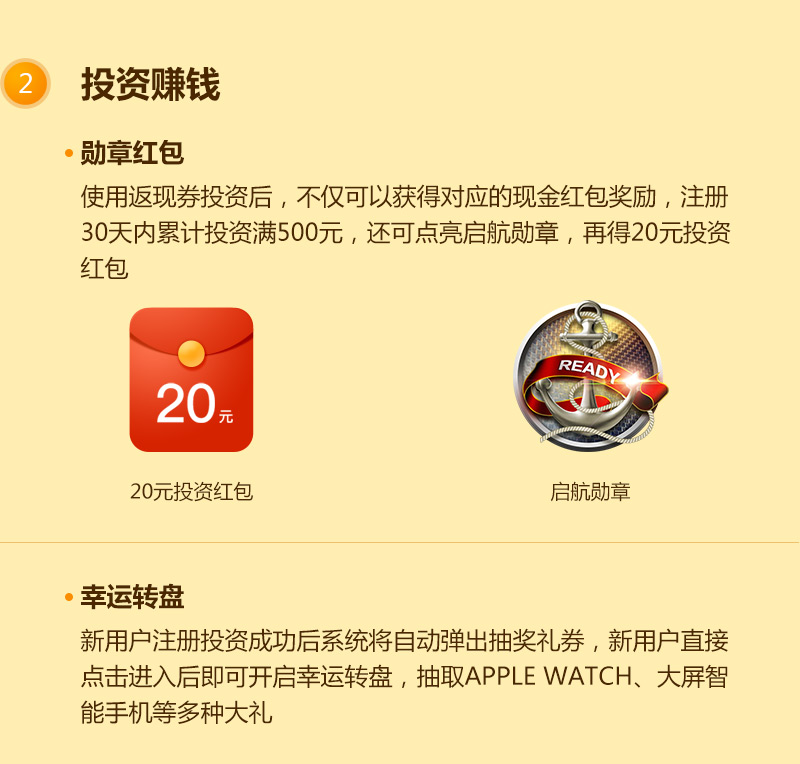 2
投资赚钱
勋章红包
使用返现券投资后，不仅可以获得对应的现金红包奖励，注册
30天内累计投资满500元，还可点亮启航勋章，再得20元投资
红包
20元
READY
20元投资红包
启航勋章
幸运转盘
新用户注册投资成功后系统将自动弹出抽奖礼券，新用户直接
点击进入后即可开启幸运转盘，抽取APPLE WATCH、大屏智
能手机等多种大礼